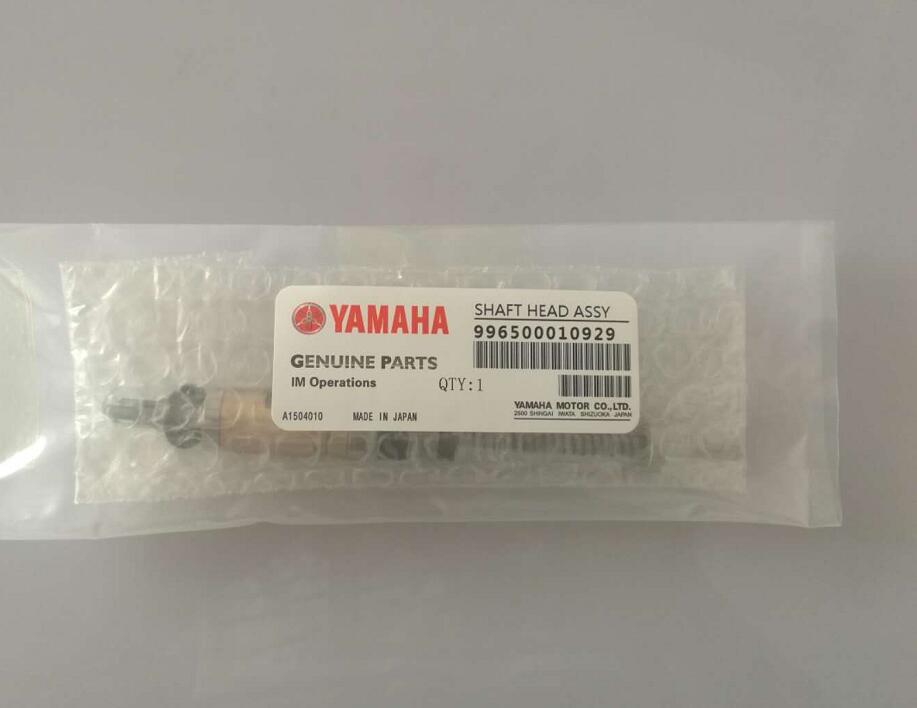 YAMAHA
GENUINE PARTS
IM Operations
QTY:1
A1504010 MADE IN JAPAN
SHAFT HEAD ASSY
996500010929
YAMAHA MOTOR CO.,LTD.
2500 SHINGAI IWATA SHIZUOKA JAPAN